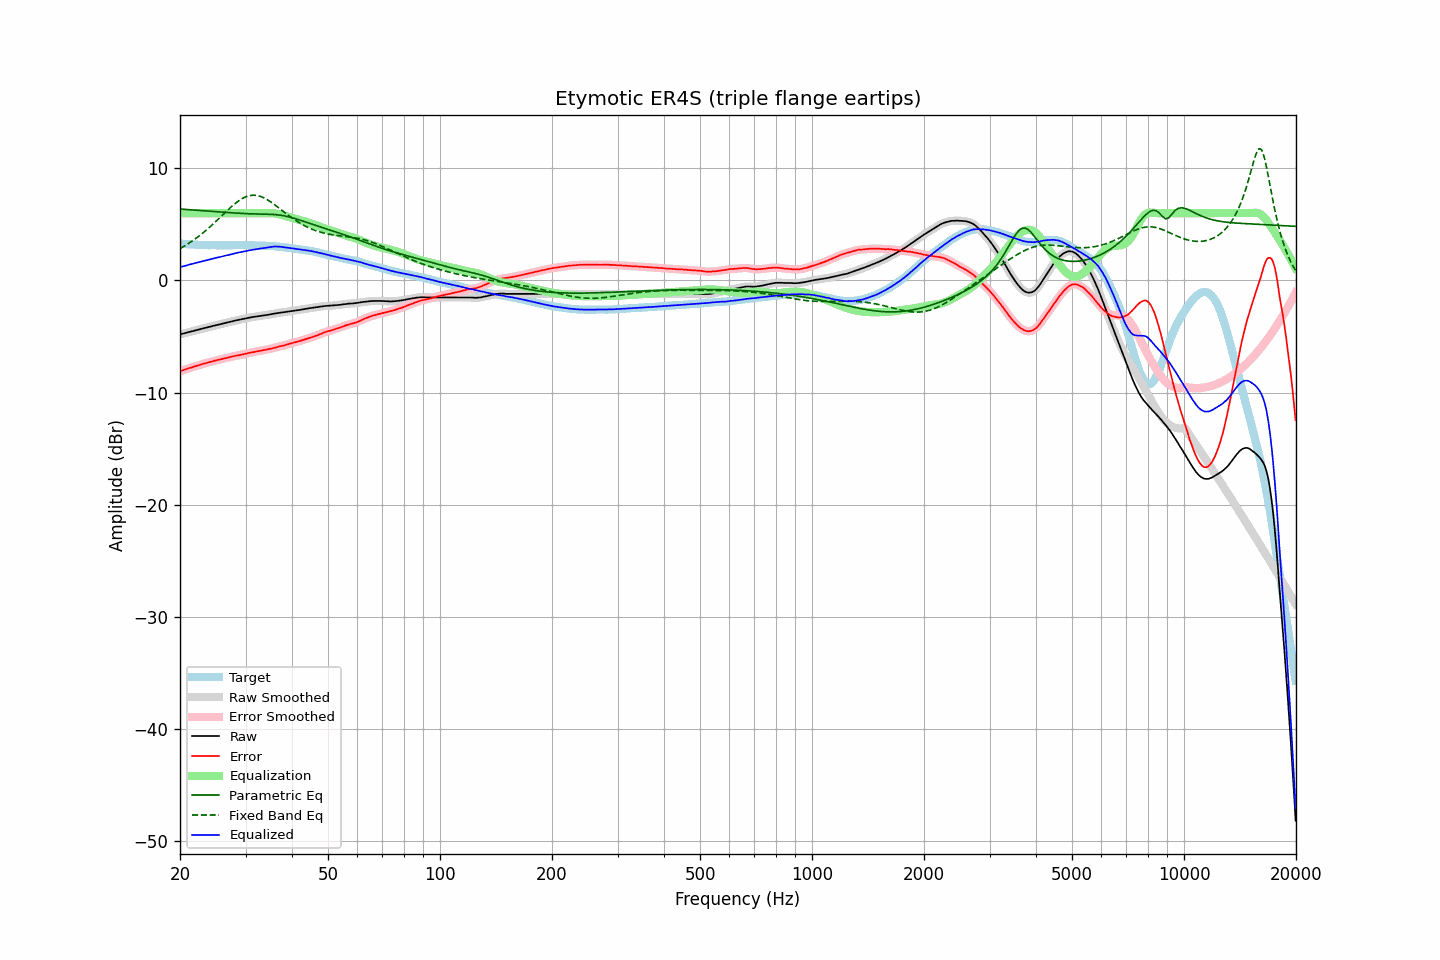 Etymotic ER4S (triple flange eartips)
Amplitude (dBr)
10
0
−10
−20
−30
−40
−50
Target
Raw Smoothed
Error Smoothed
Raw
Error
Equalization
Parametric Eq
Fixed Band Eq
Equalized
20 50 100 200 500 1000 2000 5000 10000 20000
Frequency (Hz)